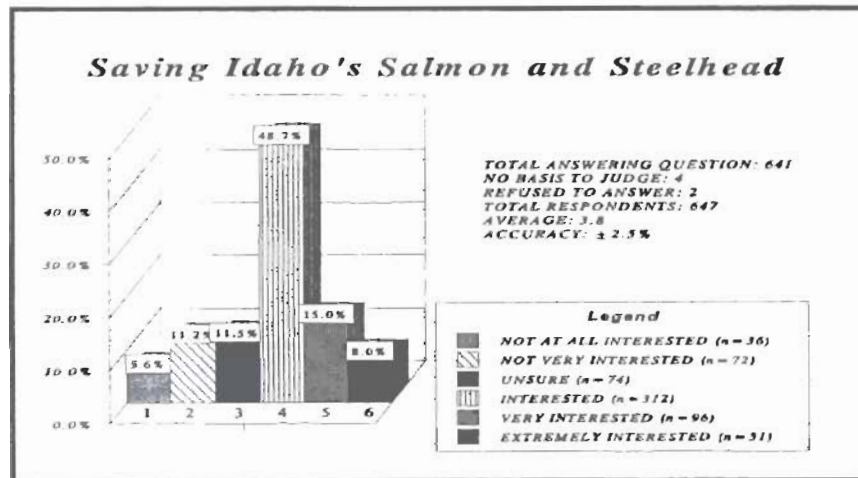 Saving Idaho's Salmon and Steelhead
48.7%
50.0%
40.0%
30.0%
20.0%
10.0%
0.0%
5.6%
11.2%
11.5%
15.0%
8.0%
1 2 3 4 5 6
TOTAL ANSWERING QUESTION: 641
NO BASIS TO JUDGE: 4
REFUSED TO ANSWER: 2
TOTAL RESPONDENTS: 647
AVERAGE: 3.8
ACCURACY: ± 2.5%
Legend
NOT AT ALL INTERESTED (n=36)
NOT VERY INTERESTED (n=72)
UNSURE (n=74)
INTERESTED (n=312)
VERY INTERESTED (n=96)
EXTREMELY INTERESTED (n=51)